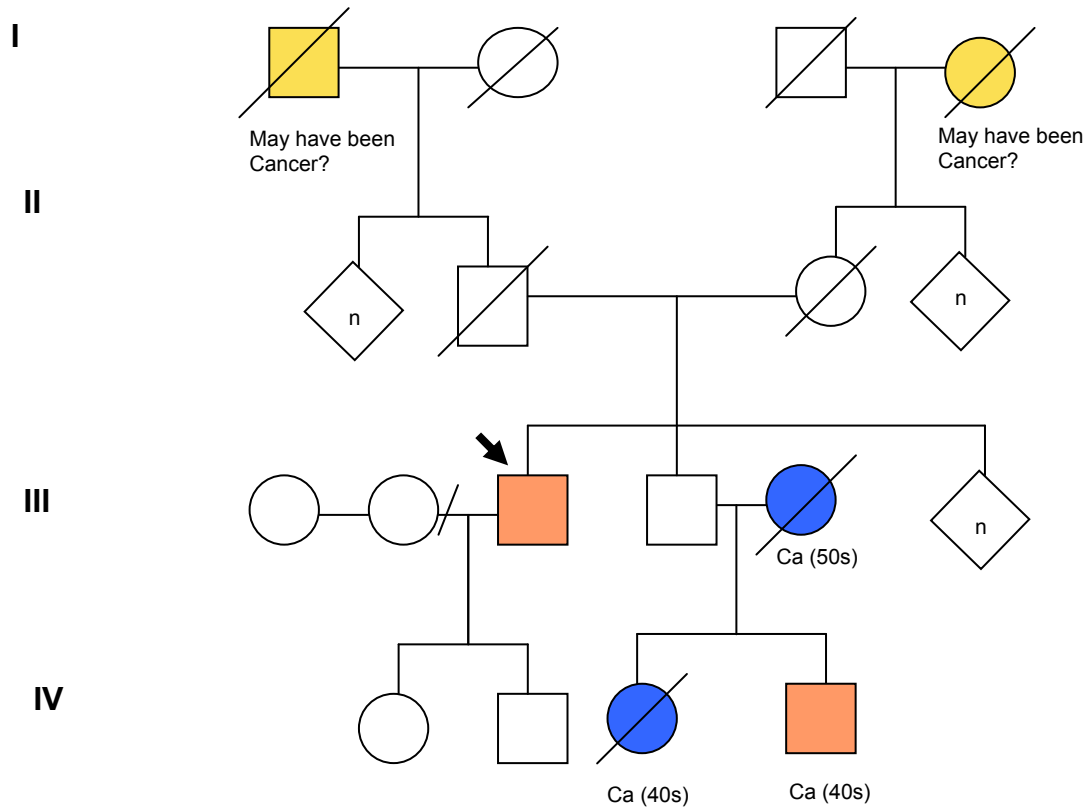 I
May have been
Cancer?
May have been
Cancer?
II
n
n
III
n
Ca (50s)
IV
Ca (40s)
Ca (40s)